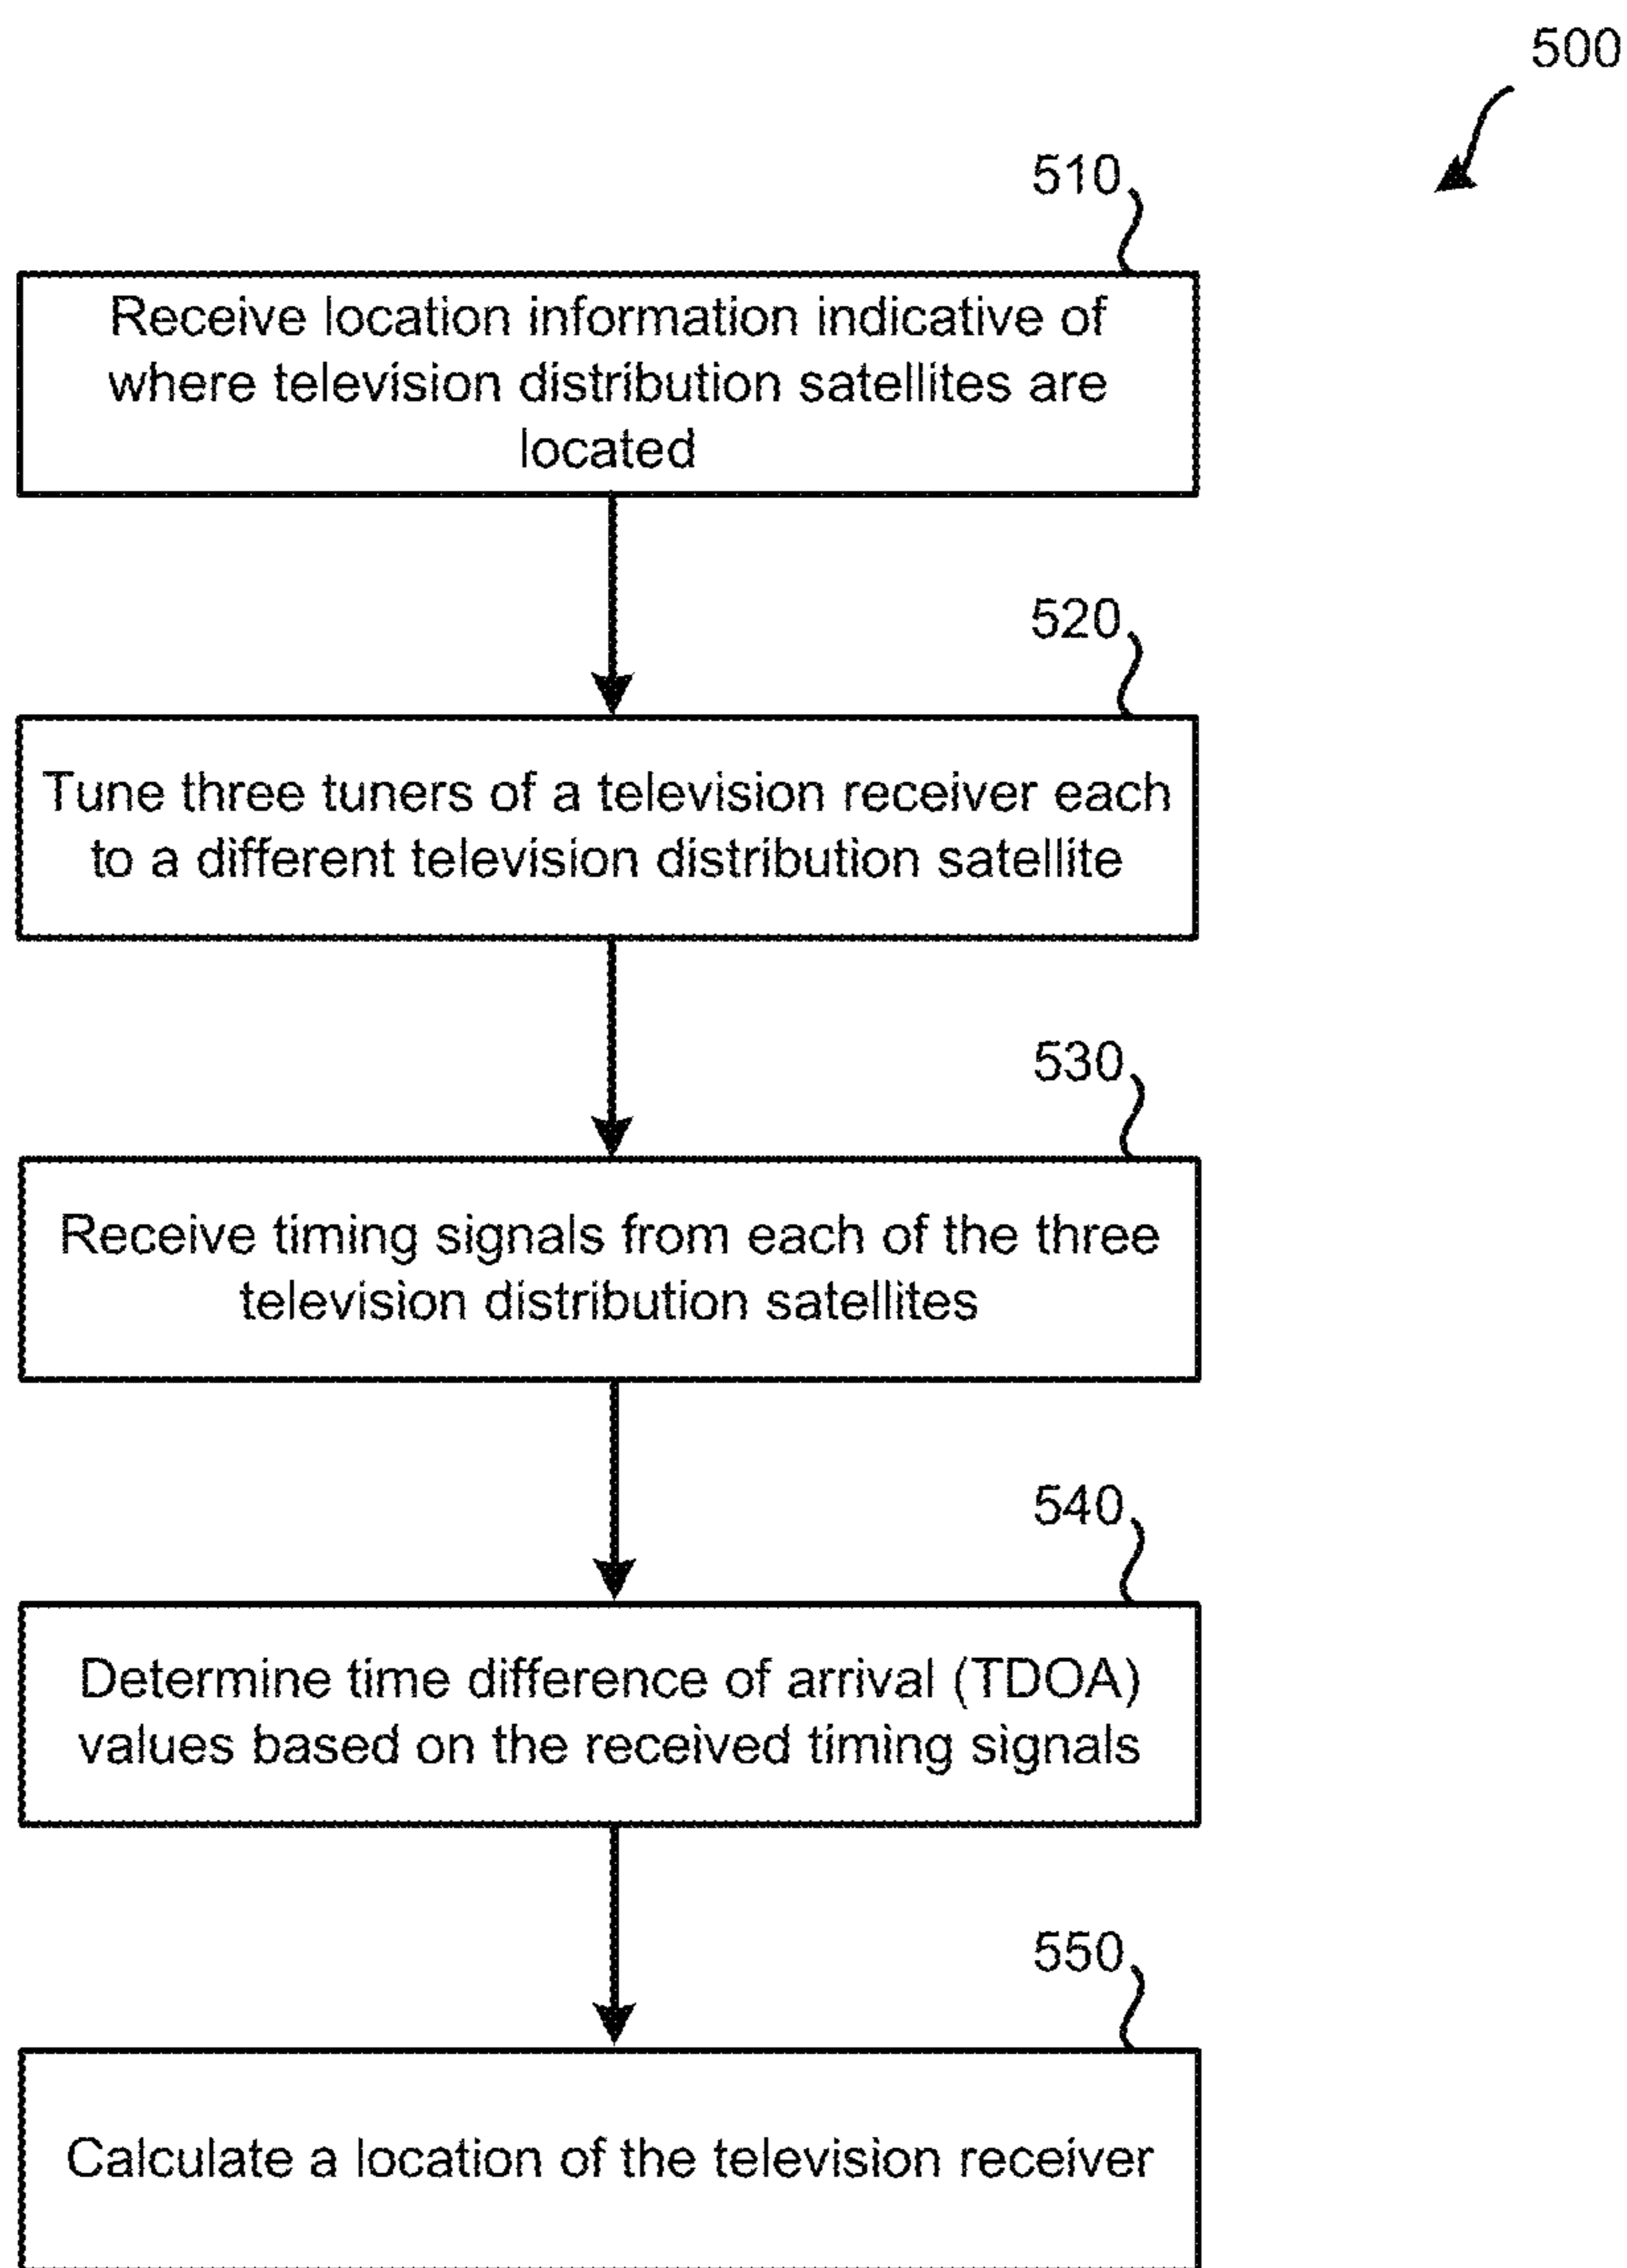 500
510
Receive location information indicative of
where television distribution satellites are
located
520
Tune three tuners of a television receiver each
to a different television distribution satellite
530
Receive timing signals from each of the three
television distribution satellites
540
Determine time difference of arrival (TDOA)
values based on the received timing signals
550
Calculate a location of the television receiver